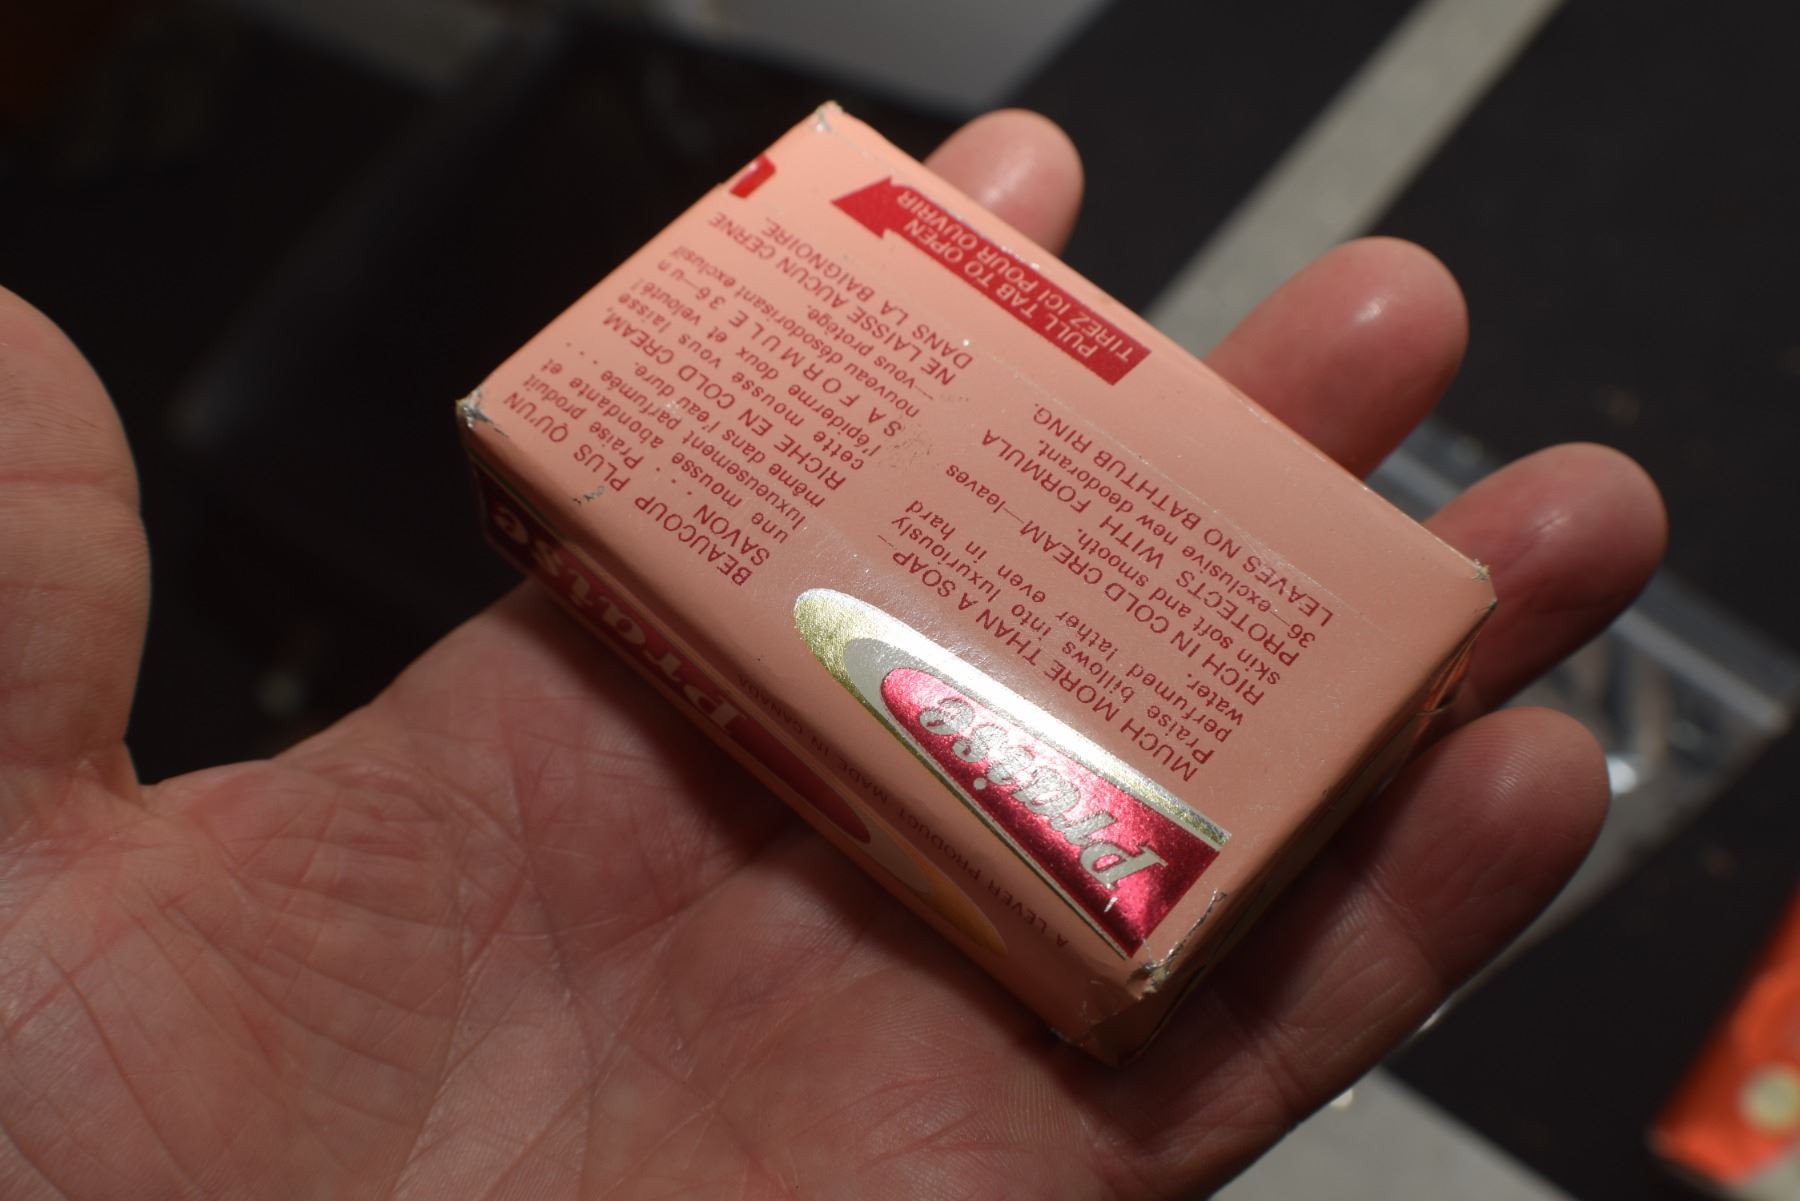 Praise
MUCH MORE THAN A SOAP—
Praise billows into luxuriously
perfumed lather even in hard
water.
RICH IN COLD CREAM—leaves
skin soft and smooth.
PROTECTS WITH FORMULA
36—exclusive new deodorant.
LEAVES NO BATHTUB RING.
BEAUCOUP PLUS QU'UN
SAVON . . . Praise produit
une mousse abondante et
luxueusement parfumée . . .
même dans l'eau dure.
RICHE EN COLD CREAM,
cette mousse vous laisse
l'épiderme doux et velouté!
SA FORMULE 36—un
nouveau désodorisant exclusif
—vous protège.
NE LAISSE AUCUN CERNE
DANS LA BAIGNOIRE.
PULL TAB TO OPEN
TIREZ ICI POUR OUVRIR
A LEVER PRODUCT MADE IN CANADA
Praise